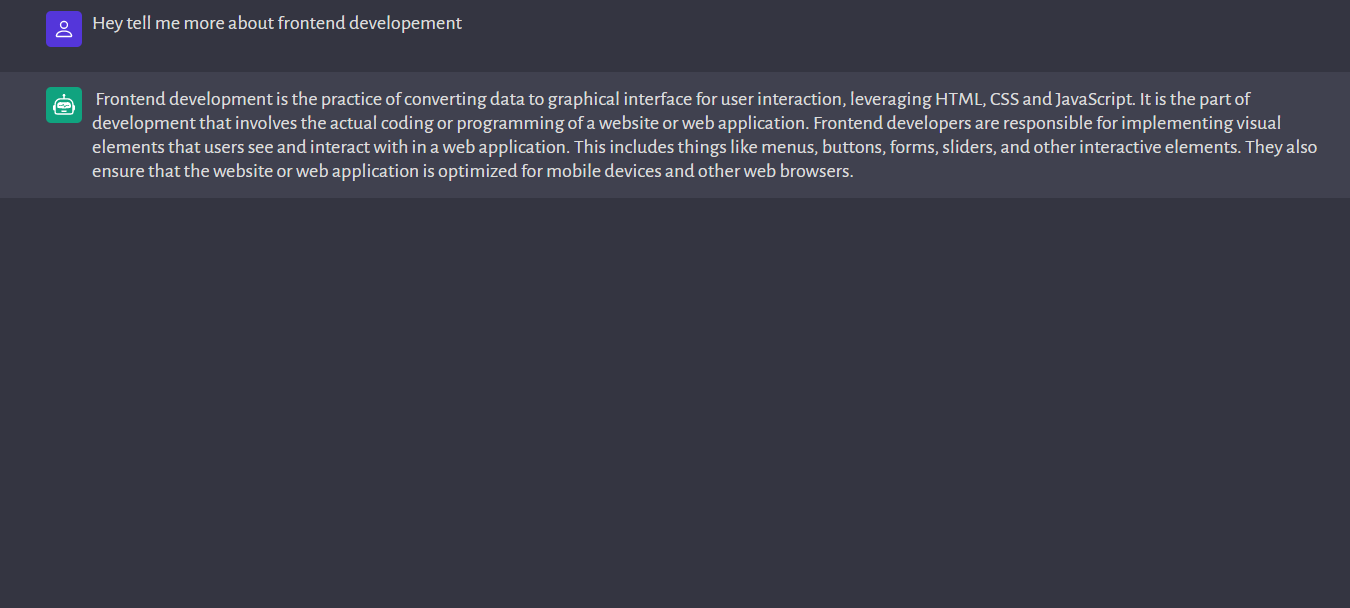 Hey tell me more about frontend developement
Frontend development is the practice of converting data to graphical interface for user interaction, leveraging HTML, CSS and JavaScript. It is the part of
development that involves the actual coding or programming of a website or web application. Frontend developers are responsible for implementing visual
elements that users see and interact with in a web application. This includes things like menus, buttons, forms, sliders, and other interactive elements. They also
ensure that the website or web application is optimized for mobile devices and other web browsers.